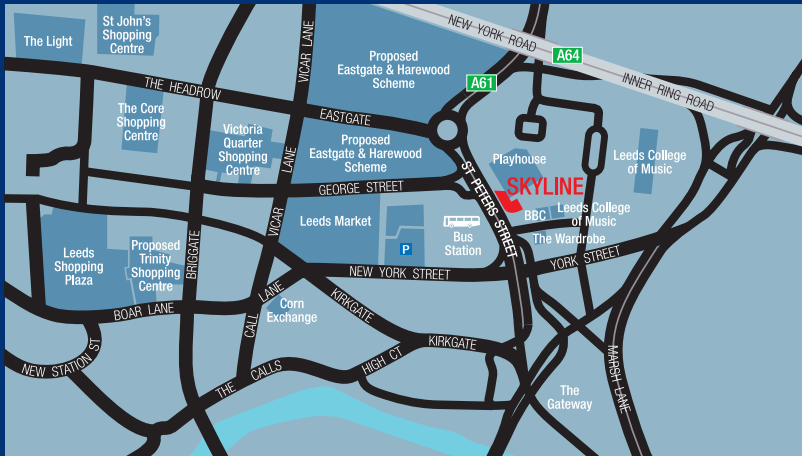 NEW YORK ROAD
A64
INNER RING ROAD
A61
St John's
Shopping
Centre
The Light
VICAR LANE
Proposed
Eastgate & Harewood
Scheme
THE HEADROW
EASTGATE
The Core
Shopping
Centre
Victoria
Quarter
Shopping
Centre
VICAR LANE
Proposed
Eastgate & Harewood
Scheme
Playhouse
Leeds College
of Music
SKYLINE
GEORGE STREET
ST PETERS STREET
BBC
Leeds College
of Music
Leeds Market
P
Bus
Station
The Wardrobe
Leeds
Shopping
Plaza
Proposed
Trinity
Shopping
Centre
BRIGGATE
NEW YORK STREET
YORK STREET
BOAR LANE
CALL LANE
Corn
Exchange
KIRKGATE
KIRKGATE
NEW STATION ST
THE CALLS
HIGH CT
MARSH LANE
The
Gateway